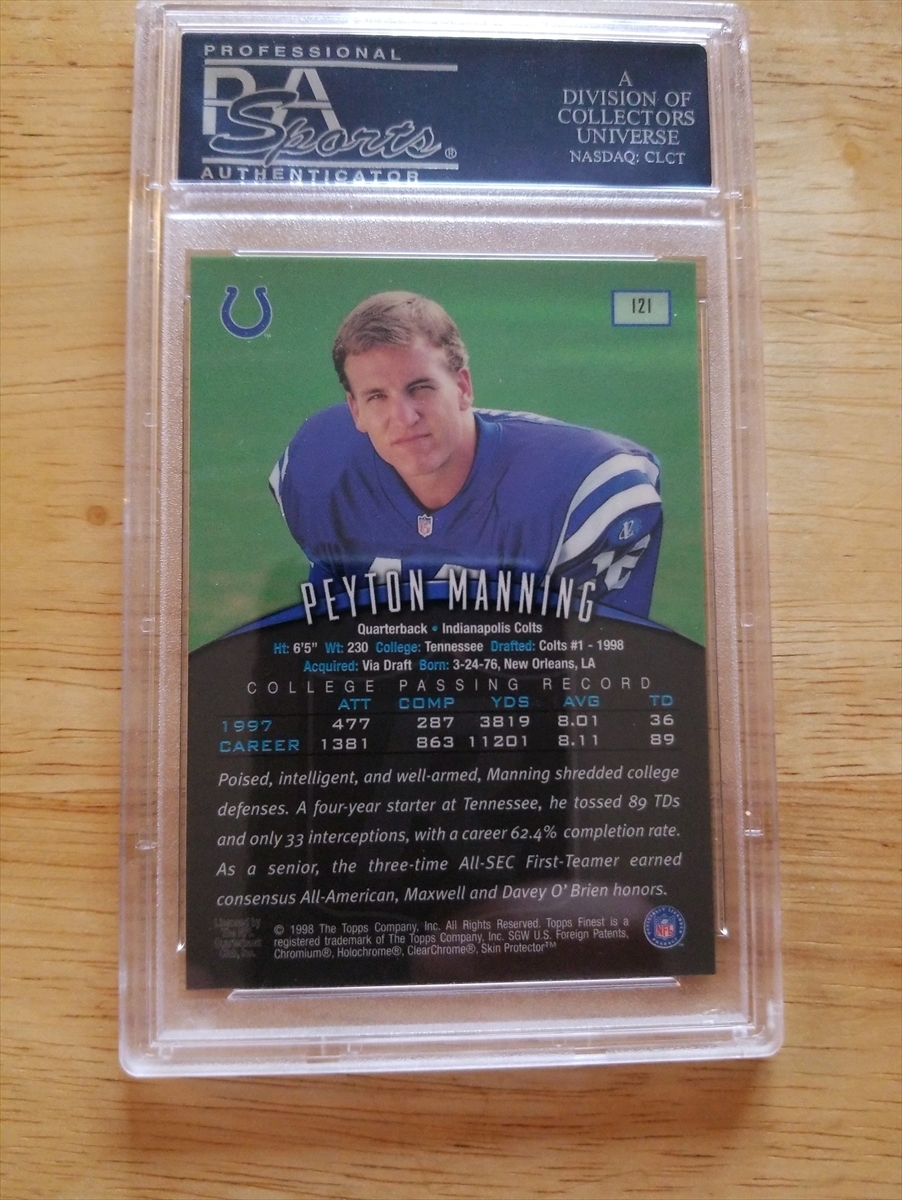 PROFESSIONAL
PSA
Sports®
AUTHENTICATOR
A
DIVISION OF
COLLECTORS
UNIVERSE
NASDAQ: CLCT
121
PEYTON MANNING
Quarterback • Indianapolis Colts
Ht: 6'5" Wt: 230 College: Tennessee Drafted: Colts #1 - 1998
Acquired: Via Draft Born: 3-24-76, New Orleans, LA
COLLEGE PASSING RECORD
ATT COMP YDS AVG TD
1997 477 287 3819 8.01 36
CAREER 1381 863 11201 8.11 89
Poised, intelligent, and well-armed, Manning shredded college
defenses. A four-year starter at Tennessee, he tossed 89 TDs
and only 33 interceptions, with a career 62.4% completion rate.
As a senior, the three-time All-SEC First-Teamer earned
consensus All-American, Maxwell and Davey O'Brien honors.
Licensed by
© 1998 The Topps Company, Inc. All Rights Reserved. Topps Finest is a
registered trademark of The Topps Company, Inc. SGW U.S. Foreign Patents,
Chromium®, Holochrome®, ClearChrome®, Skin Protector™
NFL